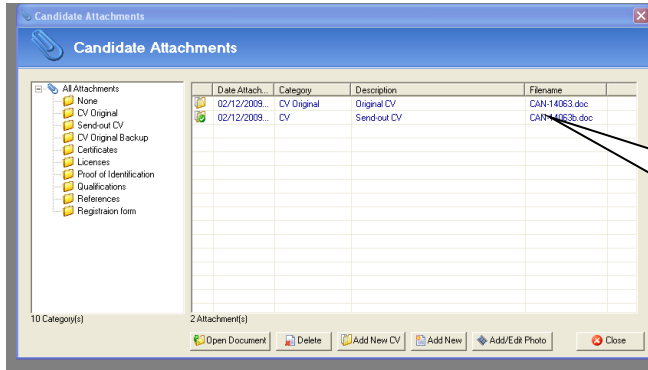 Candidate Attachments
Candidate Attachments
All Attachments
None
CV Original
Send-out CV
CV Original Backup
Certificates
Licenses
Proof of Identification
Qualifications
References
Registraion form
Date Attach... Category Description Filename
02/12/2009... CV Original Original CV CAN-14063.doc
02/12/2009... CV Send-out CV CAN-14063b.doc
10 Category(s) 2 Attachment(s)
Open Document Delete Add New CV Add New Add/Edit Photo Close